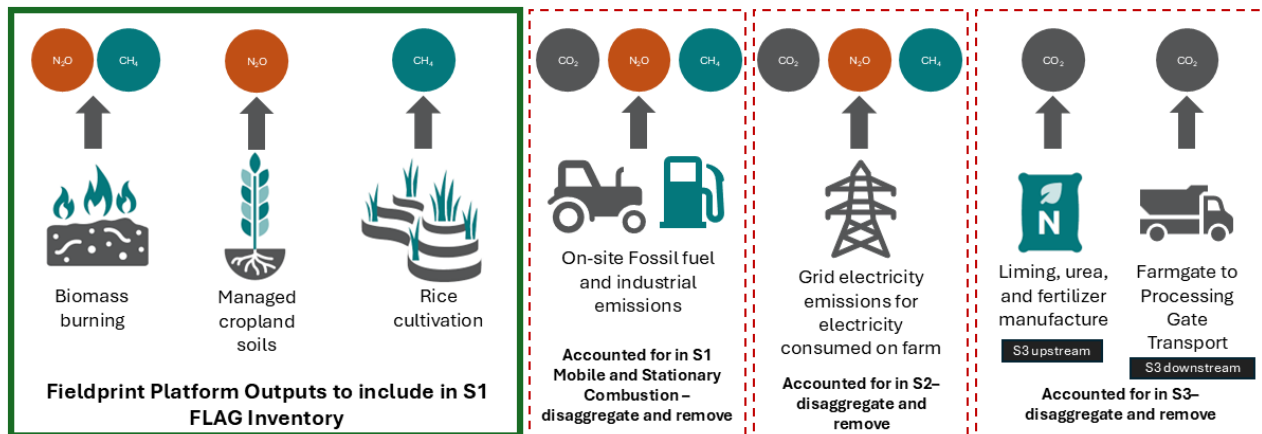 N₂O CH₄
N₂O
CH₄
CO₂ N₂O CH₄
CO₂ N₂O CH₄
CO₂
CO₂
Biomass
burning
Managed
cropland
soils
Rice
cultivation
Fieldprint Platform Outputs to include in S1
FLAG Inventory
On-site Fossil fuel
and industrial
emissions
Accounted for in S1
Mobile and Stationary
Combustion –
disaggregate and remove
Grid electricity
emissions for
electricity
consumed on farm
Accounted for in S2–
disaggregate and
remove
N
Liming, urea,
and fertilizer
manufacture
S3 upstream
Farmgate to
Processing
Gate
Transport
S3 downstream
Accounted for in S3–
disaggregate and remove